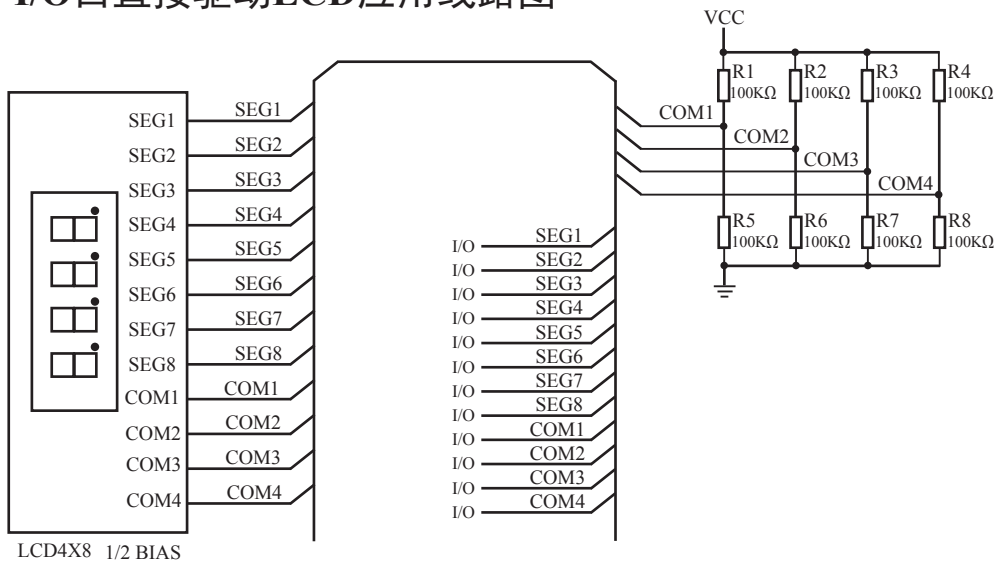 I/O口直接驱动LCD应用线路图
VCC
R1
100KΩ
R2
100KΩ
R3
100KΩ
R4
100KΩ
COM1
COM2
COM3
COM4
R5
100KΩ
R6
100KΩ
R7
100KΩ
R8
100KΩ
SEG1
SEG2
SEG3
SEG4
SEG5
SEG6
SEG7
SEG8
COM1
COM2
COM3
COM4
SEG1
SEG2
SEG3
SEG4
SEG5
SEG6
SEG7
SEG8
COM1
COM2
COM3
COM4
I/O SEG1
I/O SEG2
I/O SEG3
I/O SEG4
I/O SEG5
I/O SEG6
I/O SEG7
I/O SEG8
I/O COM1
I/O COM2
I/O COM3
I/O COM4
LCD4X8 1/2 BIAS